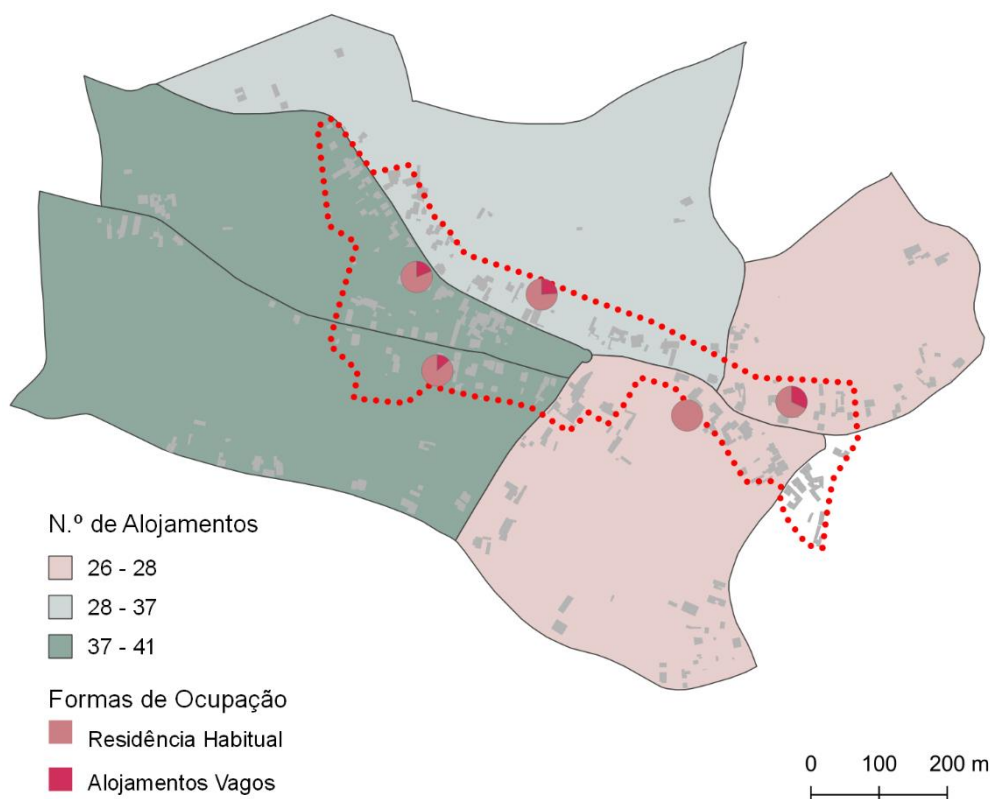 N.º de Alojamentos
26 - 28
28 - 37
37 - 41
Formas de Ocupação
Residência Habitual
Alojamentos Vagos
0 100 200 m